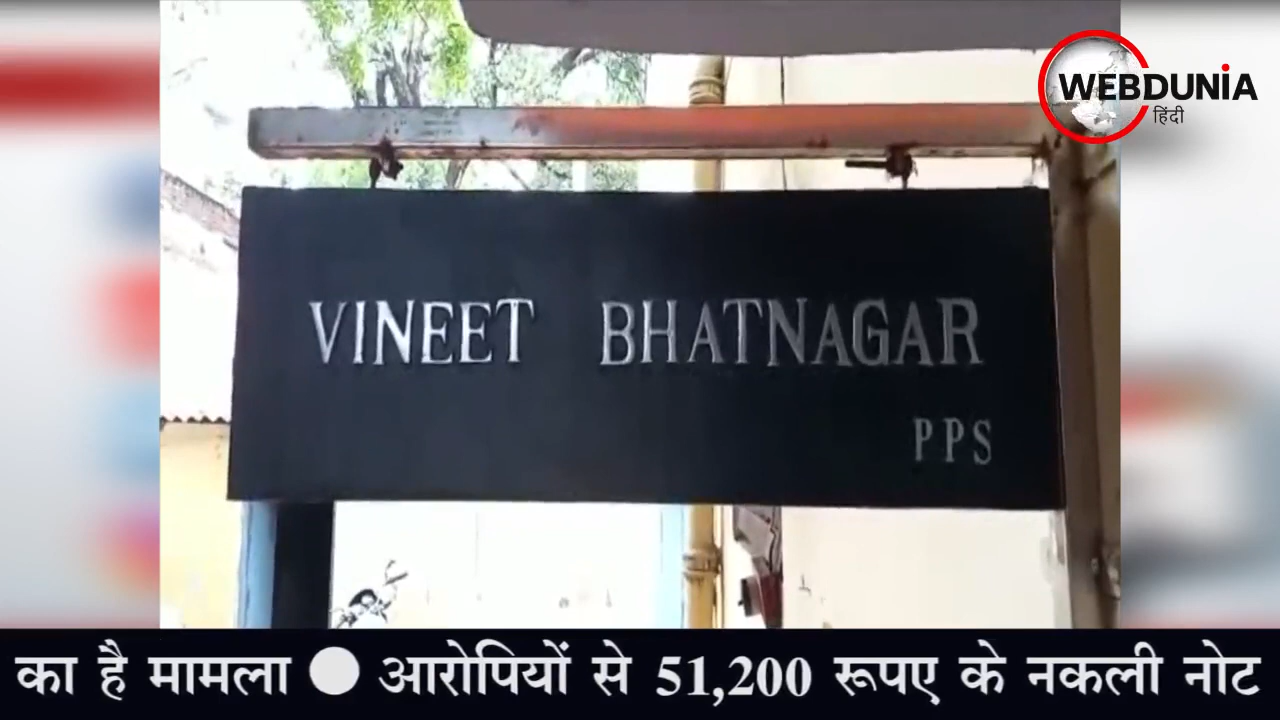 WEBDUNIA
हिंदी
VINEET BHATNAGAR
PPS
का है मामला ● आरोपियों से 51,200 रूपए के नकली नोट